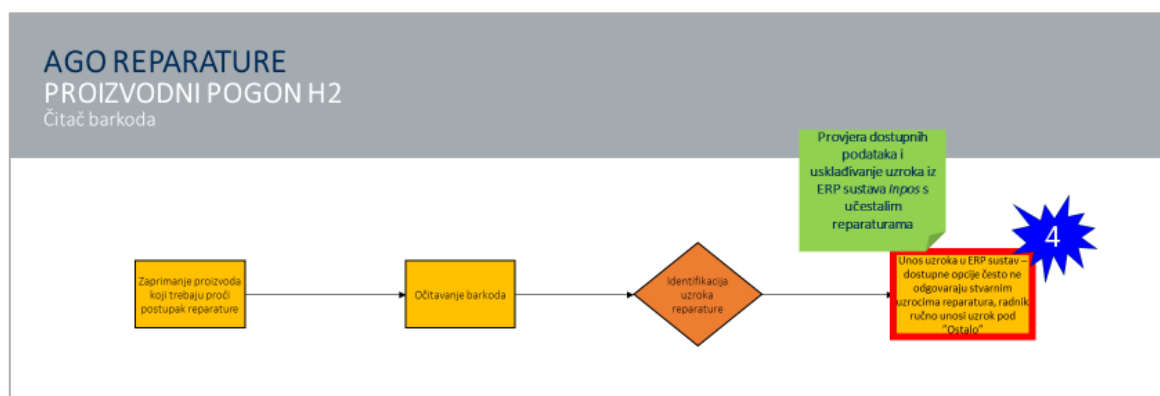 AGO REPARATURE
PROIZVODNI POGON H2
Čitač barkoda
Provjera dostupnih
podataka i
usklađivanje uzroka iz
ERP sustava Inpos s
učestalim
reparaturama
4
Zaprimanje proizvoda
koji trebaju proći
postupak reparature
Očitavanje barkoda
Identifikacija
uzroka
reparature
Unos uzroka u ERP sustav –
dostupne opcije često ne
odgovaraju stvarnim
uzrocima reparatura, radnik
ručno unosi uzrok pod
"Ostalo"